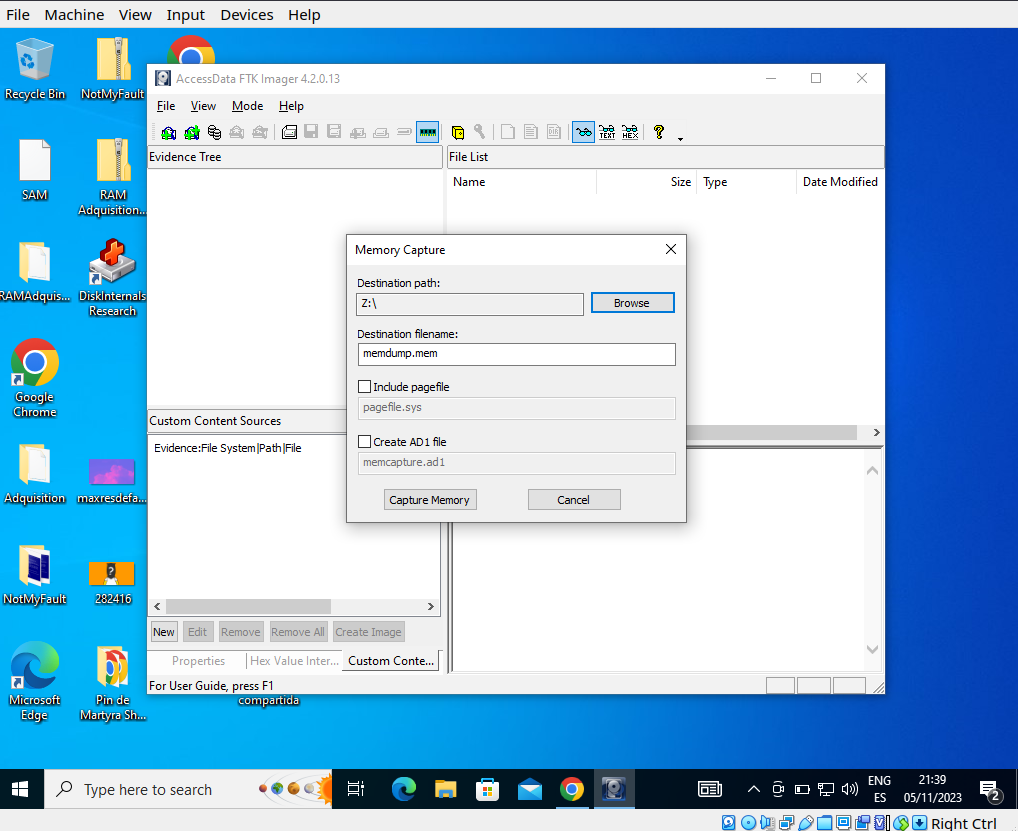 File Machine View Input Devices Help
Recycle Bin
NotMyFault
AccessData FTK Imager 4.2.0.13
File View Mode Help
TEXT HEX
Evidence Tree
File List
Name Size Type Date Modified
SAM
RAM
Adquisition...
Memory Capture
Destination path:
Z:\
Browse
Destination filename:
memdump.mem
Include pagefile
pagefile.sys
Create AD1 file
memcapture.ad1
Capture Memory
Cancel
RAMAdquis...
DiskInternals
Research
Google
Chrome
Custom Content Sources
Evidence:File System|Path|File
Adquisition
maxresdefa...
NotMyFault
282416
New Edit Remove Remove All Create Image
Properties Hex Value Inter... Custom Conte...
For User Guide, press F1
Microsoft
Edge
Pin de
Martyra Sh...
compartida
Type here to search
ENG
ES
21:39
05/11/2023
2
Right Ctrl